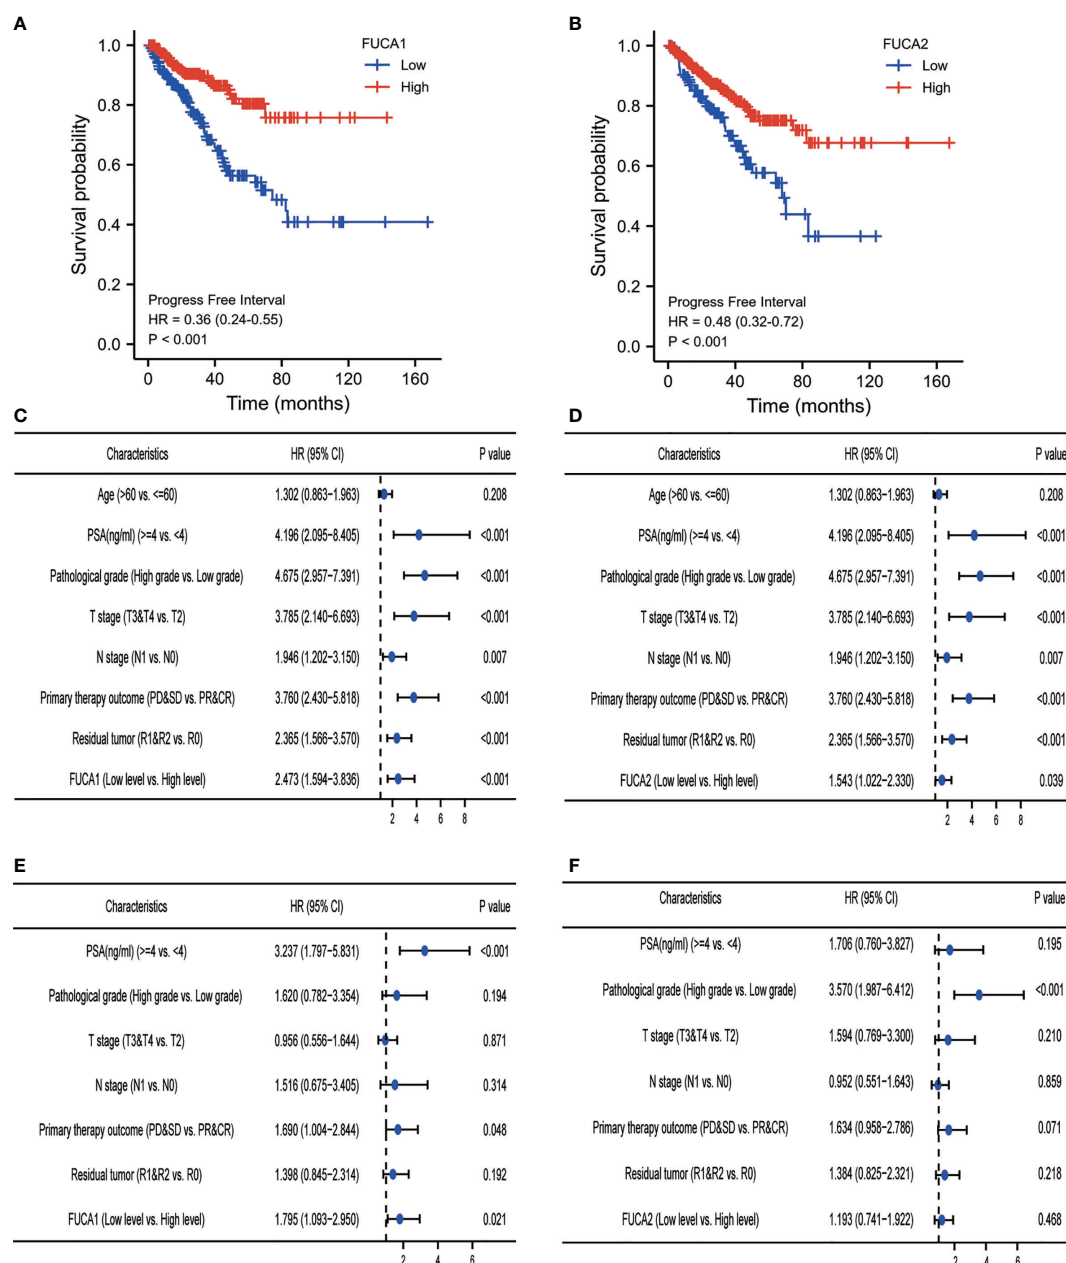 A
1.0
0.8
0.6
0.4
0.2
0.0
Survival probability
FUCA1
Low
High
Progress Free Interval
HR = 0.36 (0.24-0.55)
P < 0.001
0 40 80 120 160
Time (months)
B
1.0
0.8
0.6
0.4
0.2
0.0
Survival probability
FUCA2
Low
High
Progress Free Interval
HR = 0.48 (0.32-0.72)
P < 0.001
0 40 80 120 160
Time (months)
C
Characteristics HR (95% CI) P value
Age (>60 vs. <=60) 1.302 (0.863−1.963) 0.208
PSA(ng/ml) (>=4 vs. <4) 4.196 (2.095−8.405) <0.001
Pathological grade (High grade vs. Low grade) 4.675 (2.957−7.391) <0.001
T stage (T3&T4 vs. T2) 3.785 (2.140−6.693) <0.001
N stage (N1 vs. N0) 1.946 (1.202−3.150) 0.007
Primary therapy outcome (PD&SD vs. PR&CR) 3.760 (2.430−5.818) <0.001
Residual tumor (R1&R2 vs. R0) 2.365 (1.566−3.570) <0.001
FUCA1 (Low level vs. High level) 2.473 (1.594−3.836) <0.001
2 4 6 8
D
Characteristics HR (95% CI) P value
Age (>60 vs. <=60) 1.302 (0.863−1.963) 0.208
PSA(ng/ml) (>=4 vs. <4) 4.196 (2.095−8.405) <0.001
Pathological grade (High grade vs. Low grade) 4.675 (2.957−7.391) <0.001
T stage (T3&T4 vs. T2) 3.785 (2.140−6.693) <0.001
N stage (N1 vs. N0) 1.946 (1.202−3.150) 0.007
Primary therapy outcome (PD&SD vs. PR&CR) 3.760 (2.430−5.818) <0.001
Residual tumor (R1&R2 vs. R0) 2.365 (1.566−3.570) <0.001
FUCA2 (Low level vs. High level) 1.543 (1.022−2.330) 0.039
2 4 6 8
E
Characteristics HR (95% CI) P value
PSA(ng/ml) (>=4 vs. <4) 3.237 (1.797−5.831) <0.001
Pathological grade (High grade vs. Low grade) 1.620 (0.782−3.354) 0.194
T stage (T3&T4 vs. T2) 0.956 (0.556−1.644) 0.871
N stage (N1 vs. N0) 1.516 (0.675−3.405) 0.314
Primary therapy outcome (PD&SD vs. PR&CR) 1.690 (1.004−2.844) 0.048
Residual tumor (R1&R2 vs. R0) 1.398 (0.845−2.314) 0.192
FUCA1 (Low level vs. High level) 1.795 (1.093−2.950) 0.021
2 4 6
F
Characteristics HR (95% CI) P value
PSA(ng/ml) (>=4 vs. <4) 1.706 (0.760−3.827) 0.195
Pathological grade (High grade vs. Low grade) 3.570 (1.987−6.412) <0.001
T stage (T3&T4 vs. T2) 1.594 (0.769−3.300) 0.210
N stage (N1 vs. N0) 0.952 (0.551−1.643) 0.859
Primary therapy outcome (PD&SD vs. PR&CR) 1.634 (0.958−2.786) 0.071
Residual tumor (R1&R2 vs. R0) 1.384 (0.825−2.321) 0.218
FUCA2 (Low level vs. High level) 1.193 (0.741−1.922) 0.468
2 4 6